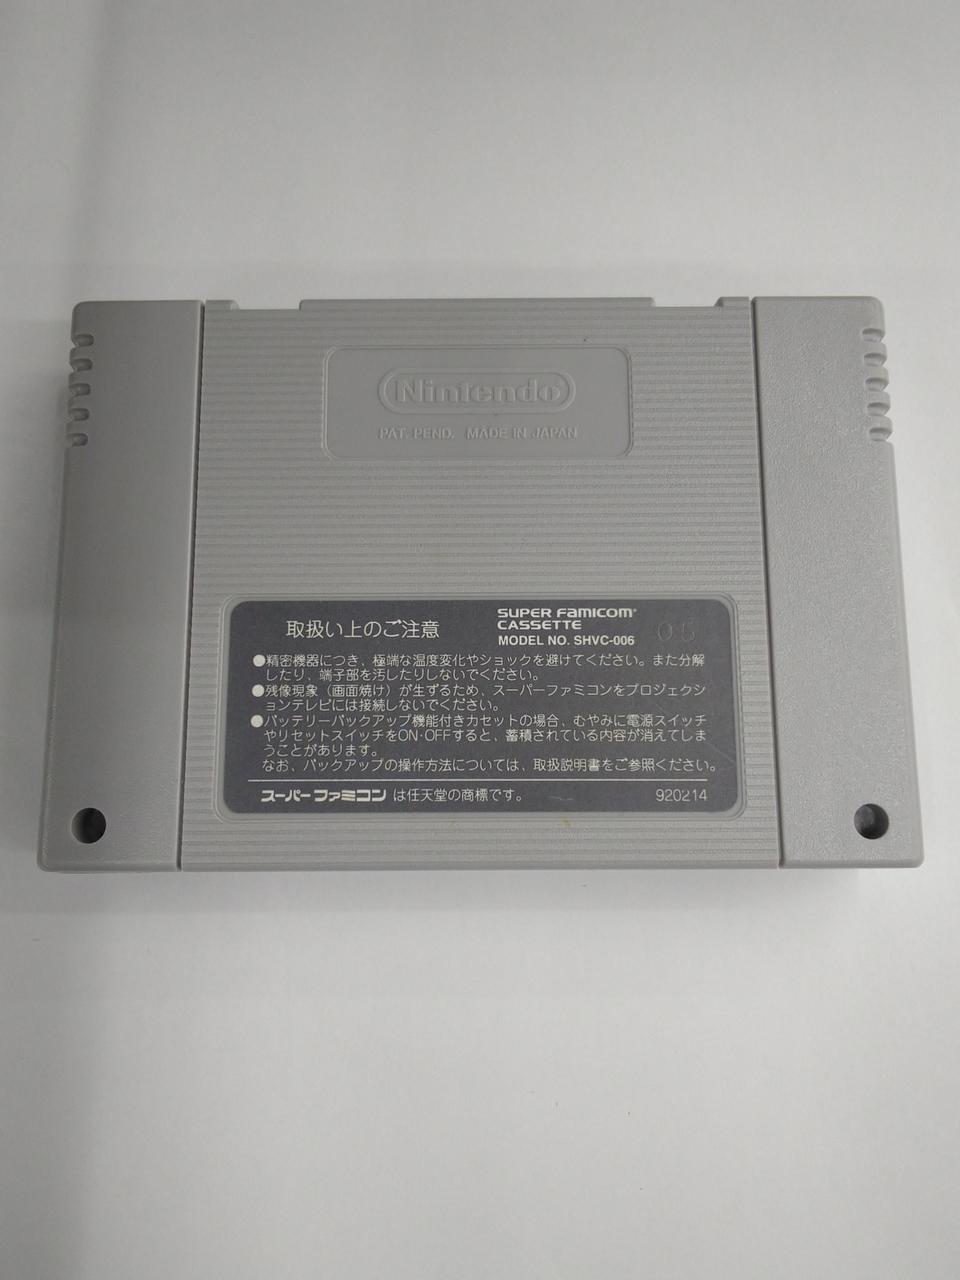 Nintendo
PAT. PEND. MADE IN JAPAN
取扱い上のご注意
SUPER FAMICOM
CASSETTE
MODEL NO. SHVC-006
05
●精密機器につき、極端な温度変化やショックを避けてください。また分解
したり、端子部を汚したりしないでください。
●残像現象（画面焼け）が生ずるため、スーパーファミコンをプロジェクシ
ョンテレビには接続しないでください。
●バッテリーバックアップ機能付きカセットの場合、むやみに電源スイッチ
やリセットスイッチをON・OFFすると、蓄積されている内容が消えてしま
うことがあります。
なお、バックアップの操作方法については、取扱説明書をご参照ください。
スーパーファミコン は任天堂の商標です。
920214